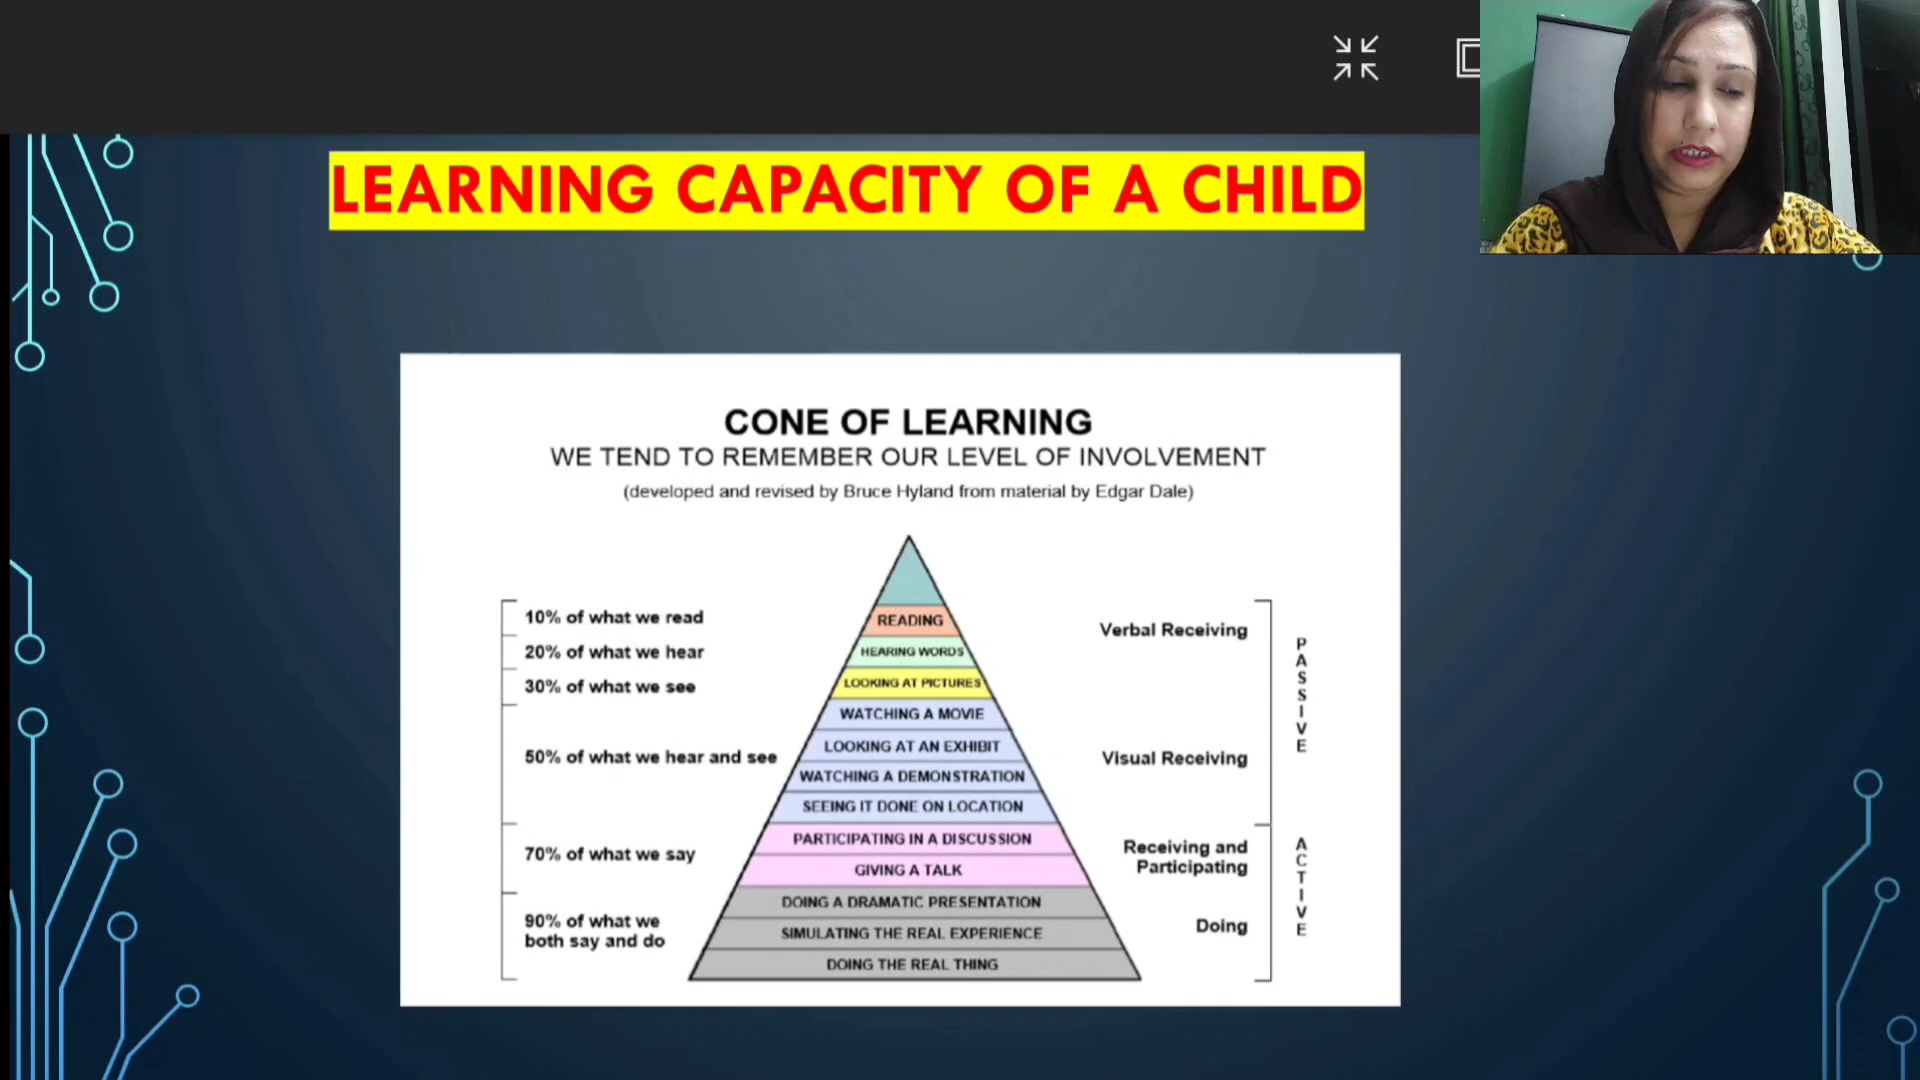 LEARNING CAPACITY OF A CHILD
CONE OF LEARNING
WE TEND TO REMEMBER OUR LEVEL OF INVOLVEMENT
(developed and revised by Bruce Hyland from material by Edgar Dale)
10% of what we read
20% of what we hear
30% of what we see
50% of what we hear and see
70% of what we say
90% of what we
both say and do
READING
HEARING WORDS
LOOKING AT PICTURES
WATCHING A MOVIE
LOOKING AT AN EXHIBIT
WATCHING A DEMONSTRATION
SEEING IT DONE ON LOCATION
PARTICIPATING IN A DISCUSSION
GIVING A TALK
DOING A DRAMATIC PRESENTATION
SIMULATING THE REAL EXPERIENCE
DOING THE REAL THING
Verbal Receiving
Visual Receiving
Receiving and
Participating
Doing
PASSIVE
ACTIVE